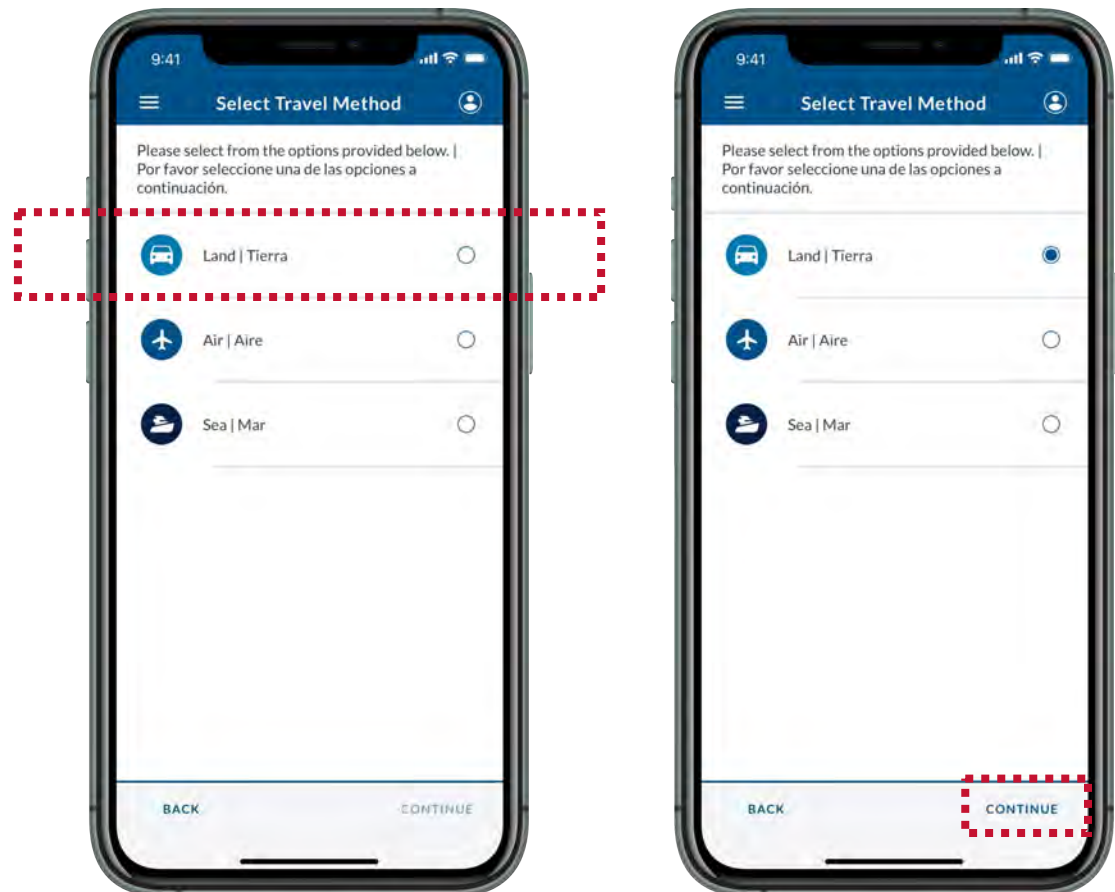 9:41
Select Travel Method
Please select from the options provided below. |
Por favor seleccione una de las opciones a
continuación.
Land | Tierra
Air | Aire
Sea | Mar
BACK
CONTINUE
9:41
Select Travel Method
Please select from the options provided below. |
Por favor seleccione una de las opciones a
continuación.
Land | Tierra
Air | Aire
Sea | Mar
BACK
CONTINUE